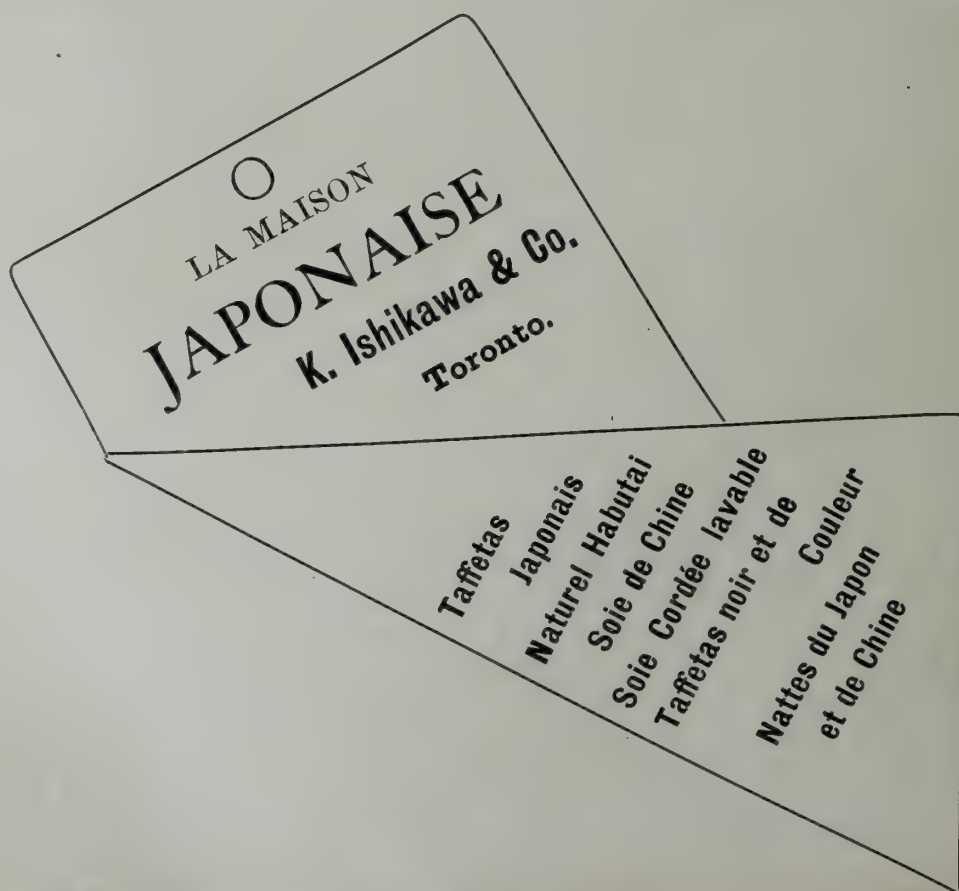 LA MAISON
JAPONAISE
K. Ishikawa & Co.
Toronto.
Taffetas
Japonais
Naturel Habutai
Soie de Chine
Soie Cordée lavable
Taffetas noir et de
Couleur
Nattes du Japon
et de Chine